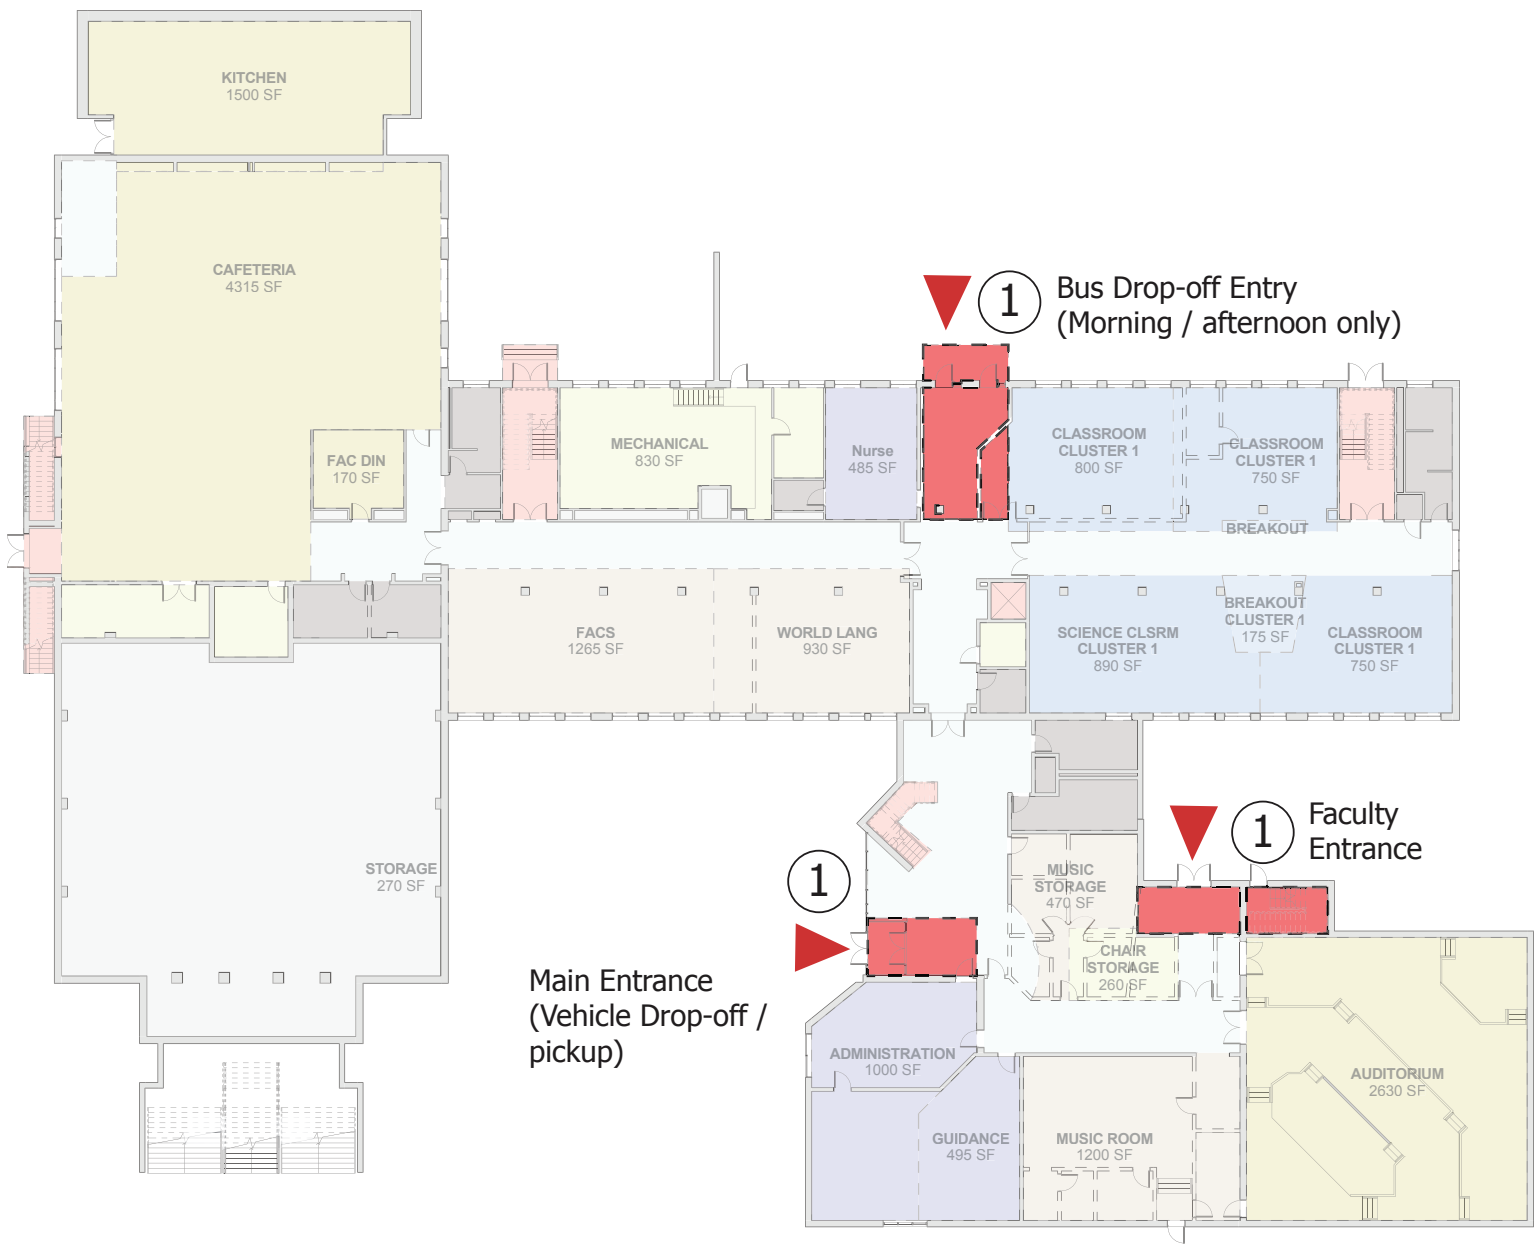 KITCHEN
1500 SF
CAFETERIA
4315 SF
1
Bus Drop-off Entry
(Morning / afternoon only)
FAC DIN
170 SF
MECHANICAL
830 SF
Nurse
485 SF
CLASSROOM
CLUSTER 1
800 SF
CLASSROOM
CLUSTER 1
750 SF
BREAKOUT
FACS
1265 SF
WORLD LANG
930 SF
SCIENCE CLSRM
CLUSTER 1
890 SF
BREAKOUT
CLUSTER 1
175 SF
CLASSROOM
CLUSTER 1
750 SF
STORAGE
270 SF
1
Faculty
Entrance
MUSIC
STORAGE
470 SF
1
Main Entrance
(Vehicle Drop-off /
pickup)
CHAIR
STORAGE
260 SF
ADMINISTRATION
1000 SF
GUIDANCE
495 SF
MUSIC ROOM
1200 SF
AUDITORIUM
2630 SF